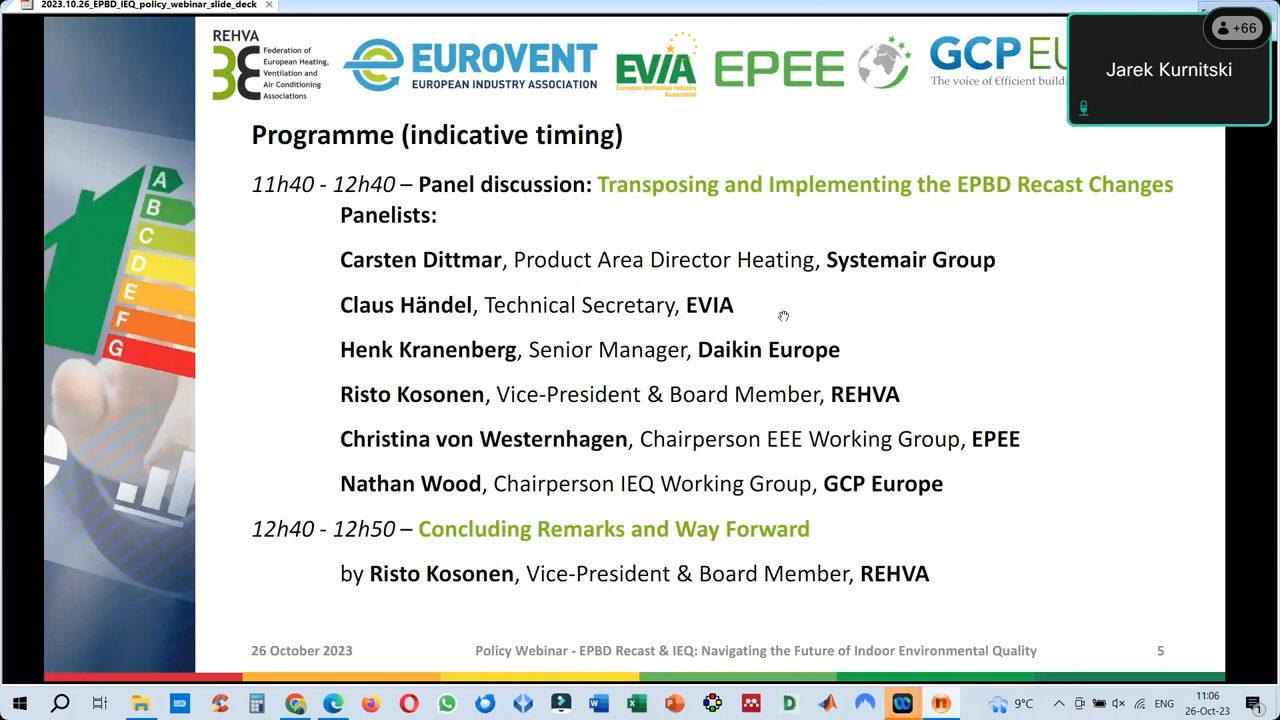 2023.10.26_EPBD_IEQ_policy_webinar_slide_deck
+66
Jarek Kurnitski
REHVA
Federation of
European Heating,
Ventilation and
Air Conditioning
Associations
EUROVENT
EUROPEAN INDUSTRY ASSOCIATION
EVIA
European Ventilation Industry
Association
EPEE
GCP EU
The voice of €fficient build
Programme (indicative timing)
11h40 - 12h40 – Panel discussion: Transposing and Implementing the EPBD Recast Changes
Panelists:
Carsten Dittmar, Product Area Director Heating, Systemair Group
Claus Händel, Technical Secretary, EVIA
Henk Kranenberg, Senior Manager, Daikin Europe
Risto Kosonen, Vice-President & Board Member, REHVA
Christina von Westernhagen, Chairperson EEE Working Group, EPEE
Nathan Wood, Chairperson IEQ Working Group, GCP Europe
12h40 - 12h50 – Concluding Remarks and Way Forward
by Risto Kosonen, Vice-President & Board Member, REHVA
A
B
C
D
E
F
G
26 October 2023
Policy Webinar - EPBD Recast & IEQ: Navigating the Future of Indoor Environmental Quality
5
9°C
ENG
11:06
26-Oct-23
1